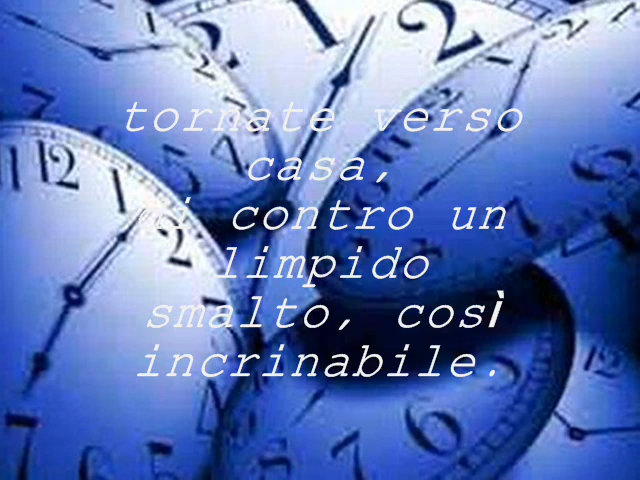 tornate verso
casa,
contro un
limpido
smalto, così
incrinabile.